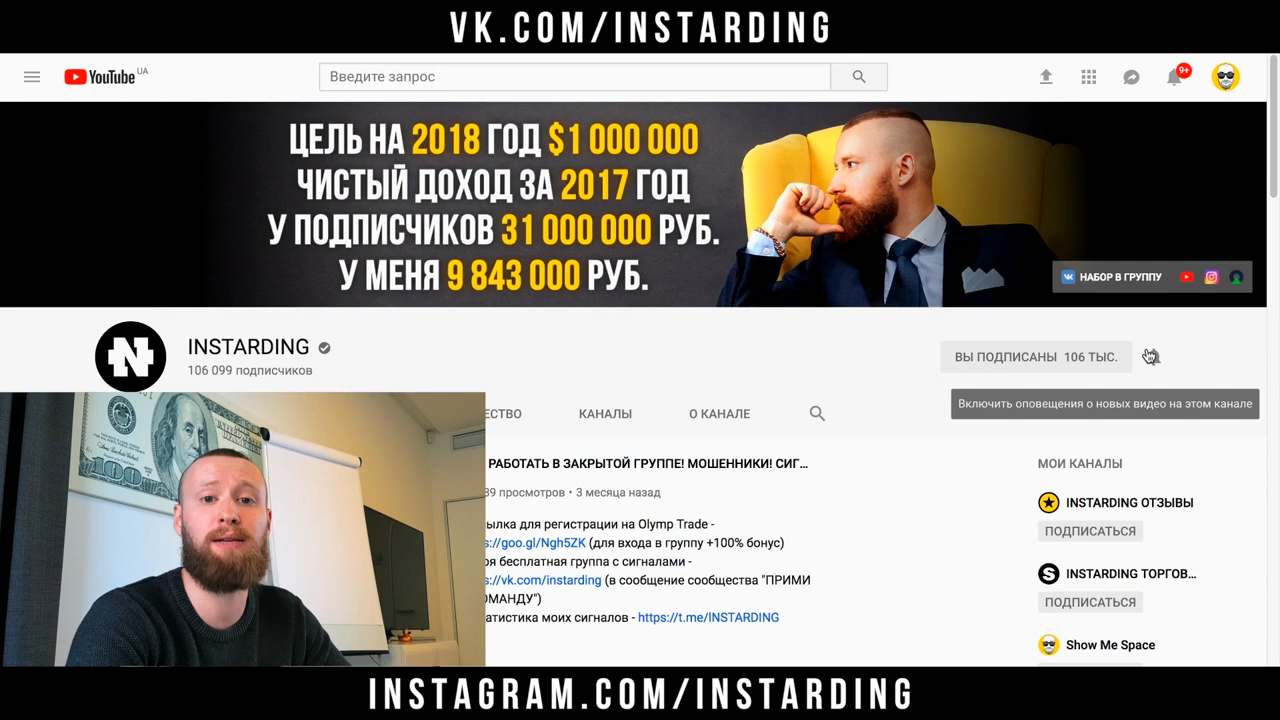 VK.COM/INSTARDING
YouTube UA
Введите запрос
9+
ЦЕЛЬ НА 2018 ГОД $1 000 000
ЧИСТЫЙ ДОХОД ЗА 2017 ГОД
У ПОДПИСЧИКОВ 31 000 000 РУБ.
У МЕНЯ 9 843 000 РУБ.
НАБОР В ГРУППУ
INSTARDING
106 099 подписчиков
ВЫ ПОДПИСАНЫ 106 ТЫС.
Включить оповещения о новых видео на этом канале
ЕСТВО КАНАЛЫ О КАНАЛЕ
РАБОТАТЬ В ЗАКРЫТОЙ ГРУППЕ! МОШЕННИКИ! СИГ...
39 просмотров • 3 месяца назад
ылка для регистрации на Olymp Trade -
s://goo.gl/Ngh5ZK (для входа в группу +100% бонус)
оя бесплатная группа с сигналами -
s://vk.com/instarding (в сообщение сообщества "ПРИМИ
ОМАНДУ")
атистика моих сигналов - https://t.me/INSTARDING
МОИ КАНАЛЫ
INSTARDING ОТЗЫВЫ
ПОДПИСАТЬСЯ
INSTARDING ТОРГОВ...
ПОДПИСАТЬСЯ
Show Me Space
100
INSTAGRAM.COM/INSTARDING